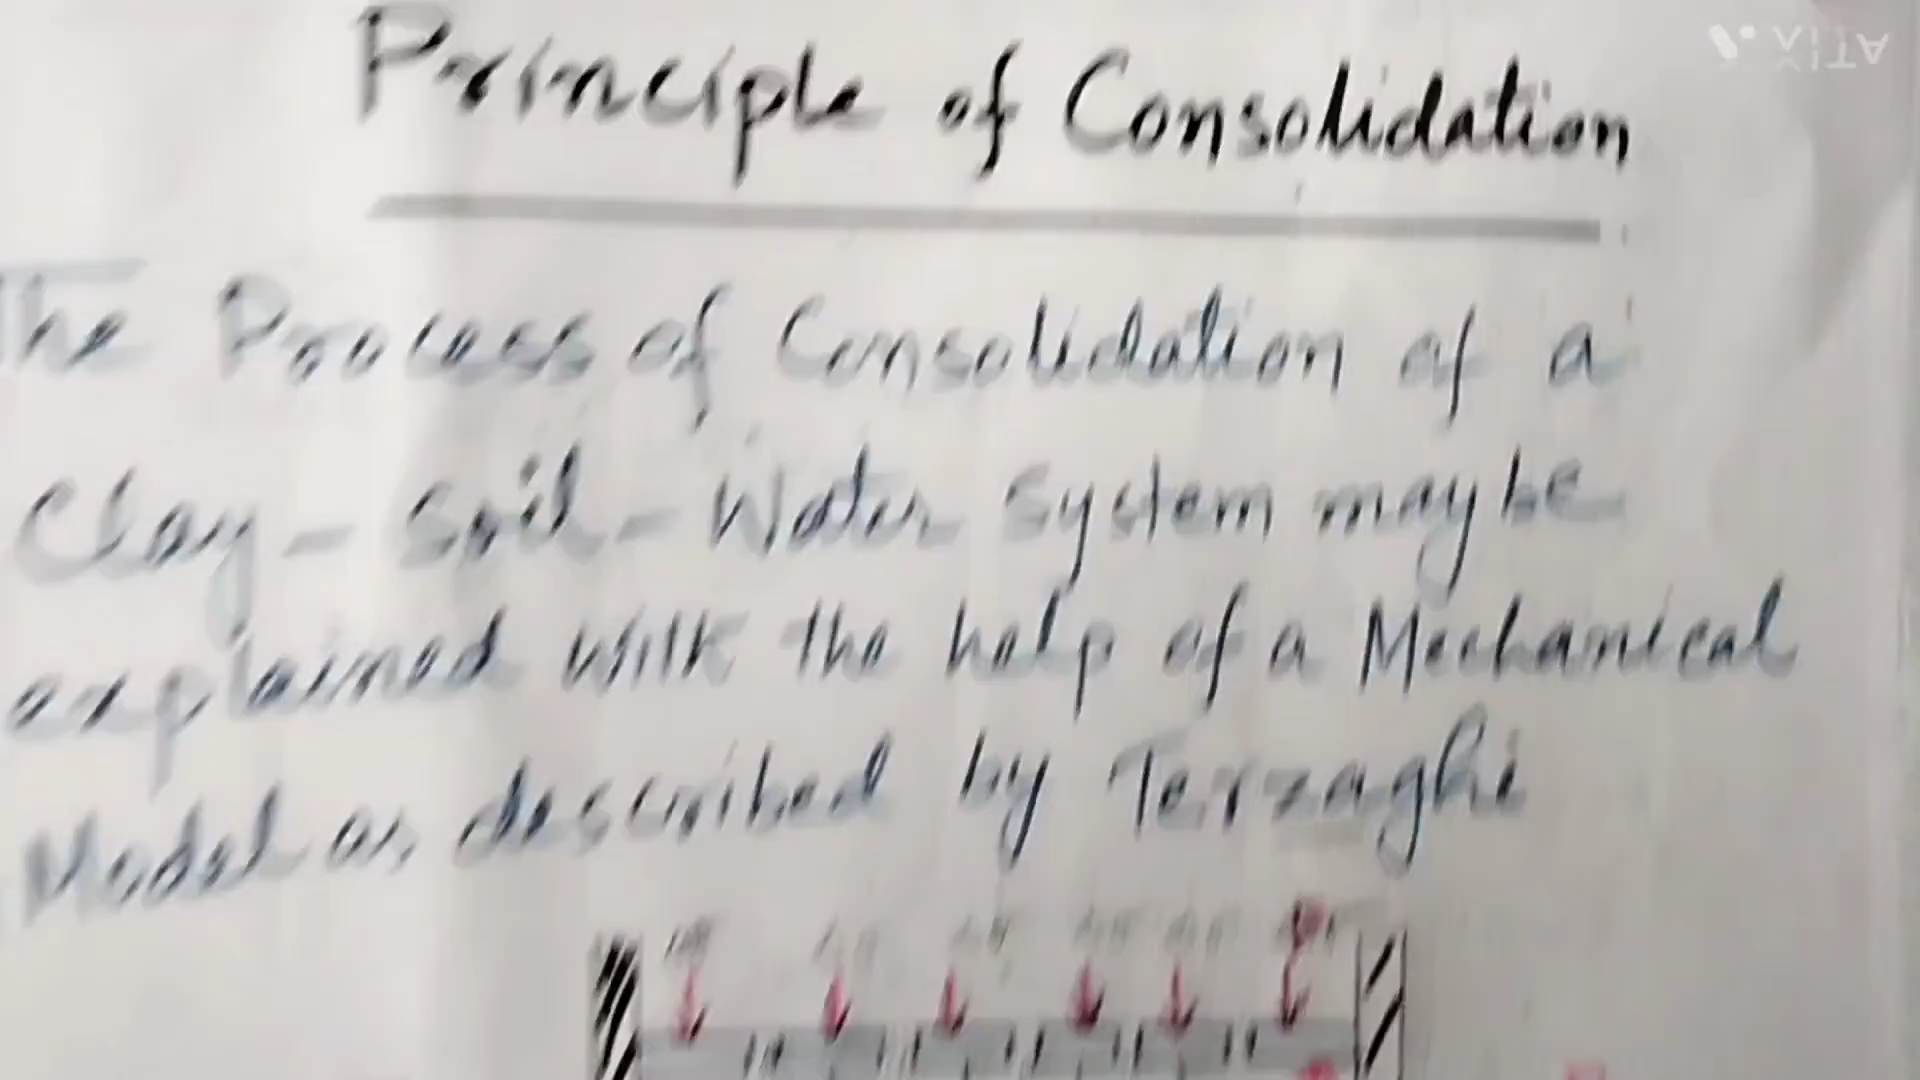 Principle of Consolidation
VITA
The Process of Consolidation of a
Clay - Soil - Water system may be
explained with the help of a Mechanical
Model as described by Terzaghi